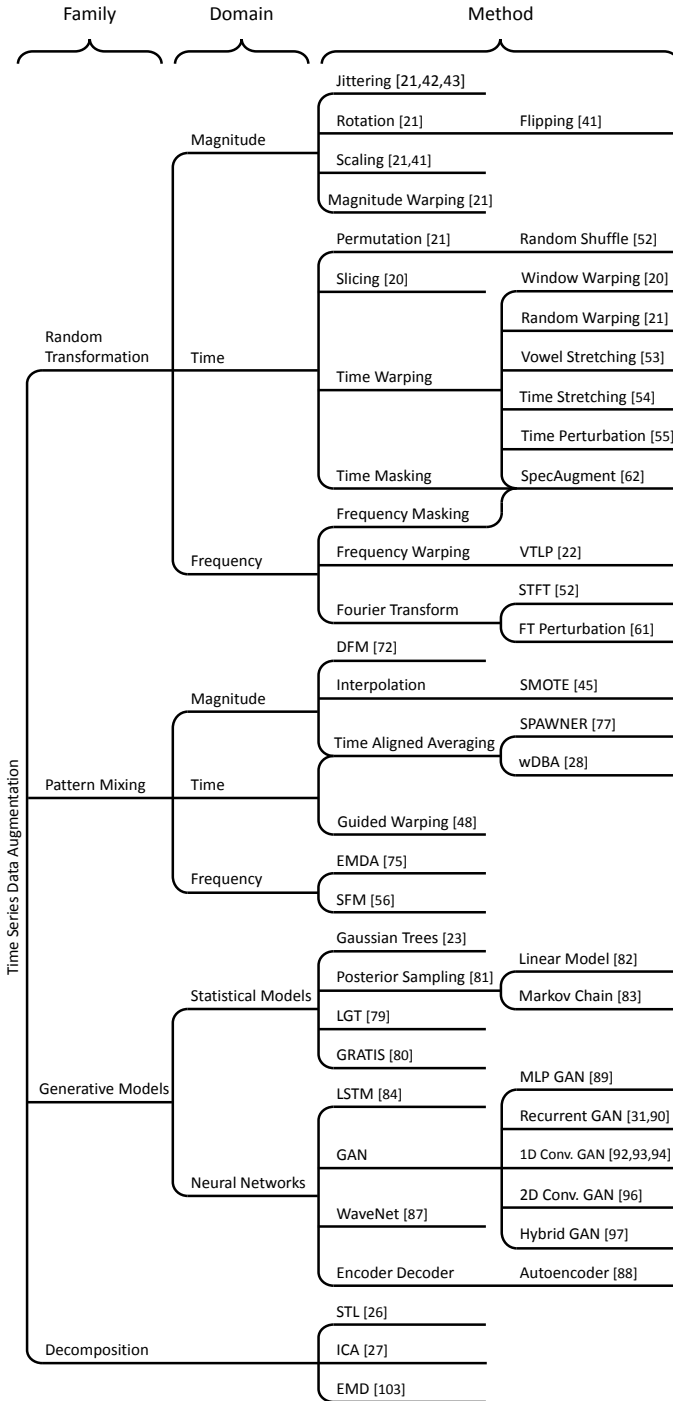 Family
Domain
Method
Time Series Data Augmentation
Random
Transformation
Magnitude
Jittering [21,42,43]
Rotation [21]
Flipping [41]
Scaling [21,41]
Magnitude Warping [21]
Time
Permutation [21]
Random Shuffle [52]
Slicing [20]
Time Warping
Window Warping [20]
Random Warping [21]
Vowel Stretching [53]
Time Stretching [54]
Time Perturbation [55]
Time Masking
SpecAugment [62]
Frequency
Frequency Masking
Frequency Warping
VTLP [22]
Fourier Transform
STFT [52]
FT Perturbation [61]
Pattern Mixing
Magnitude
DFM [72]
Interpolation
SMOTE [45]
Time Aligned Averaging
SPAWNER [77]
wDBA [28]
Time
Guided Warping [48]
Frequency
EMDA [75]
SFM [56]
Generative Models
Statistical Models
Gaussian Trees [23]
Posterior Sampling [81]
Linear Model [82]
Markov Chain [83]
LGT [79]
GRATIS [80]
Neural Networks
LSTM [84]
GAN
MLP GAN [89]
Recurrent GAN [31,90]
1D Conv. GAN [92,93,94]
2D Conv. GAN [96]
Hybrid GAN [97]
WaveNet [87]
Encoder Decoder
Autoencoder [88]
Decomposition
STL [26]
ICA [27]
EMD [103]